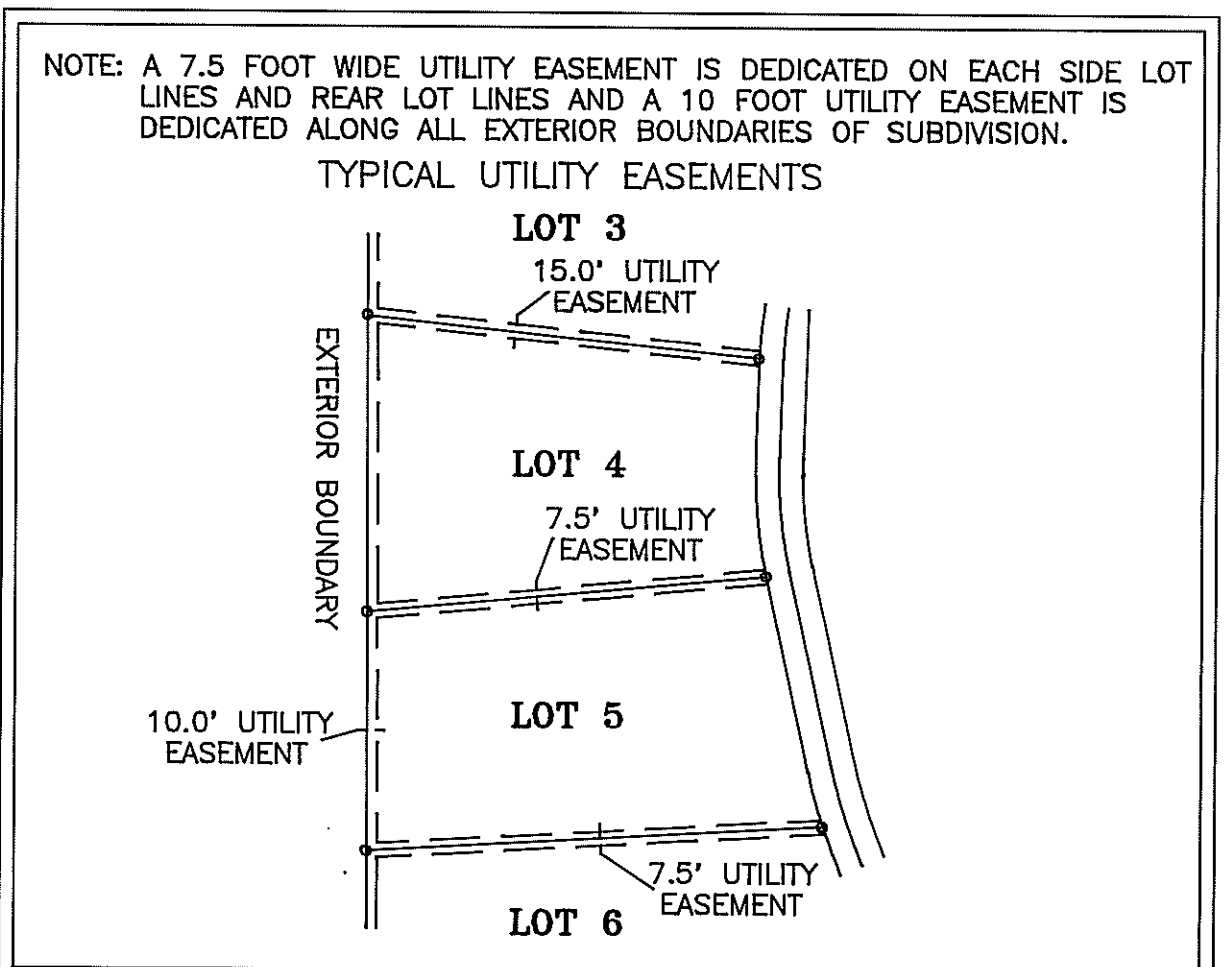 NOTE: A 7.5 FOOT WIDE UTILITY EASEMENT IS DEDICATED ON EACH SIDE LOT
LINES AND REAR LOT LINES AND A 10 FOOT UTILITY EASEMENT IS
DEDICATED ALONG ALL EXTERIOR BOUNDARIES OF SUBDIVISION.
TYPICAL UTILITY EASEMENTS
LOT 3
15.0' UTILITY
EASEMENT
EXTERIOR BOUNDARY
LOT 4
7.5' UTILITY
EASEMENT
10.0' UTILITY
EASEMENT
LOT 5
7.5' UTILITY
EASEMENT
LOT 6